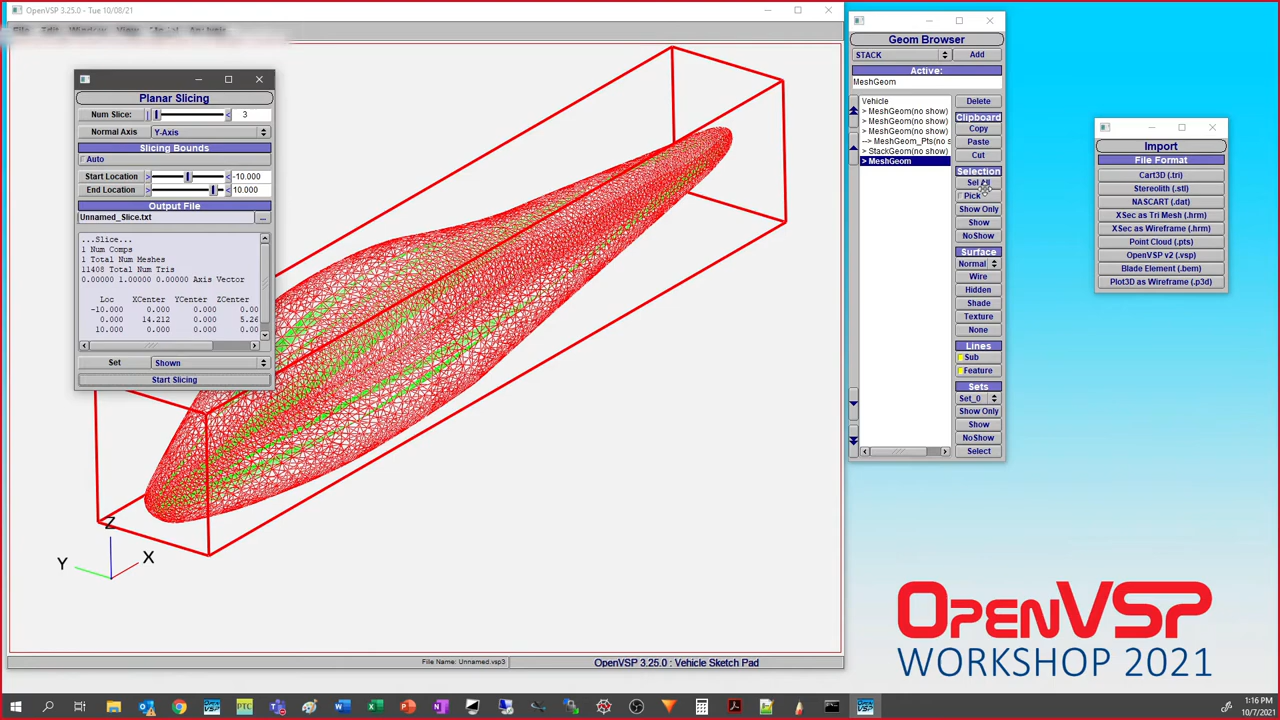 OpenVSP 3.25.0 - Tue 10/08/21
Planar Slicing
Num Slice: > < 3
Normal Axis Y-Axis
Slicing Bounds
Auto
Start Location > < -10.000
End Location > < 10.000
Output File
Unnamed_Slice.txt ...
...Slice...
1 Num Comps
1 Total Num Meshes
11408 Total Num Tris
0.00000 1.00000 0.00000 Axis Vector
Loc XCenter YCenter ZCenter
-10.000 0.000 0.000 0.00
0.000 14.212 0.000 5.26
10.000 0.000 0.000 0.00
Set Shown
Start Slicing
Z
Y
X
File Name: Unnamed.vsp3
OpenVSP 3.25.0 : Vehicle Sketch Pad
Geom Browser
STACK Add
Active:
MeshGeom
Vehicle
> MeshGeom(no show)
> MeshGeom(no show)
> MeshGeom(no show)
--> MeshGeom_Pts(no s
> StackGeom(no show)
> MeshGeom
Delete
Clipboard
Copy
Paste
Cut
Selection
Sel All
Pick
Show Only
Show
NoShow
Surface
Normal
Wire
Hidden
Shade
Texture
None
Lines
Sub
Feature
Sets
Set_0
Show Only
Show
NoShow
Select
Import
File Format
Cart3D (.tri)
Stereolith (.stl)
NASCART (.dat)
XSec as Tri Mesh (.hrm)
XSec as Wireframe (.hrm)
Point Cloud (.pts)
OpenVSP v2 (.vsp)
Blade Element (.bem)
Plot3D as Wireframe (.p3d)
OpenVSP
WORKSHOP 2021
PTC
1:16 PM
10/7/2021